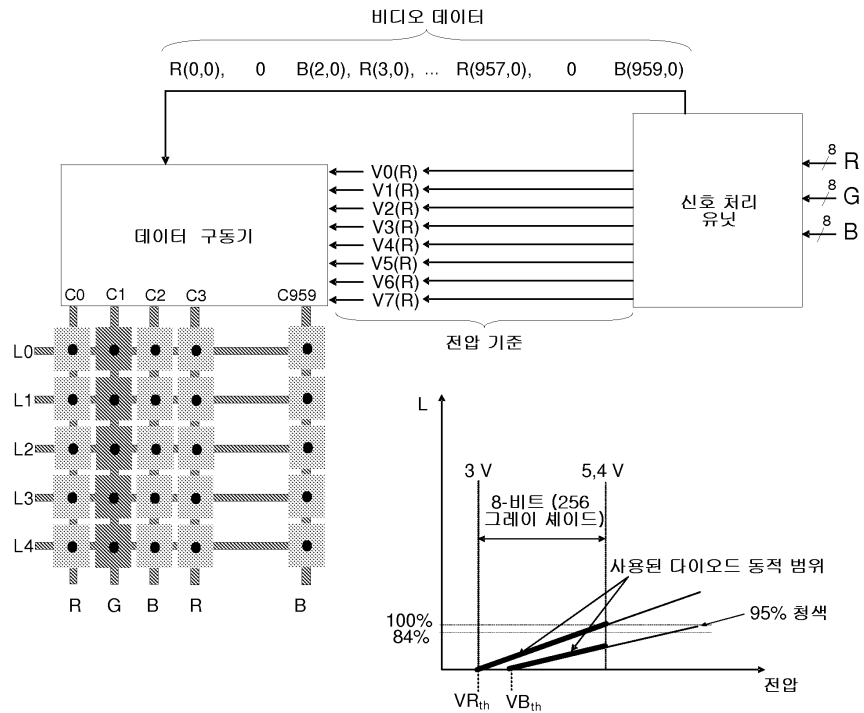 비디오 데이터
R(0,0), 0 B(2,0), R(3,0), ... R(957,0), 0 B(959,0)
8 R
8 G
8 B
신호 처리
유닛
V0(R)
V1(R)
V2(R)
V3(R)
V4(R)
V5(R)
V6(R)
V7(R)
데이터 구동기
C0 C1 C2 C3 C959
전압 기준
L0
L1
L2
L3
L4
R G B R B
L
3 V 5,4 V
8-비트 (256
그레이 셰이드)
사용된 다이오드 동적 범위
100%
84%
95% 청색
전압
VRth VBth